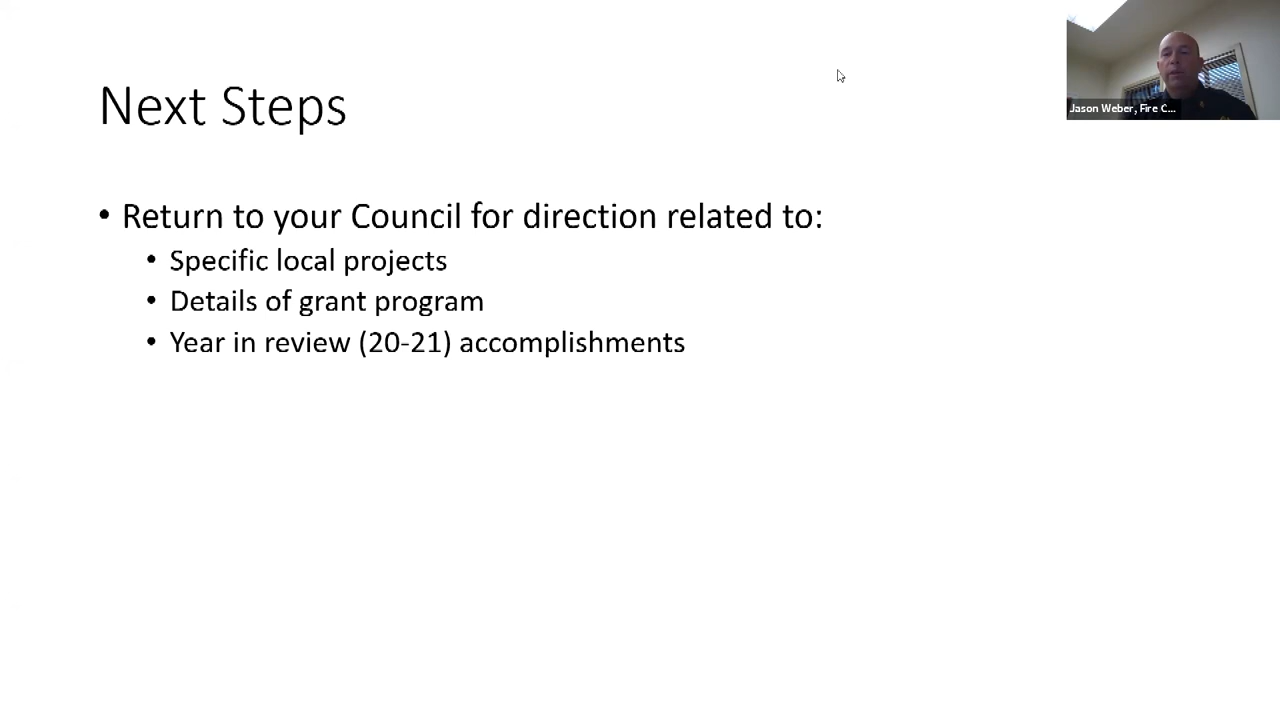 Jason Weber, Fire C...
Next Steps
• Return to your Council for direction related to:
• Specific local projects
• Details of grant program
• Year in review (20-21) accomplishments